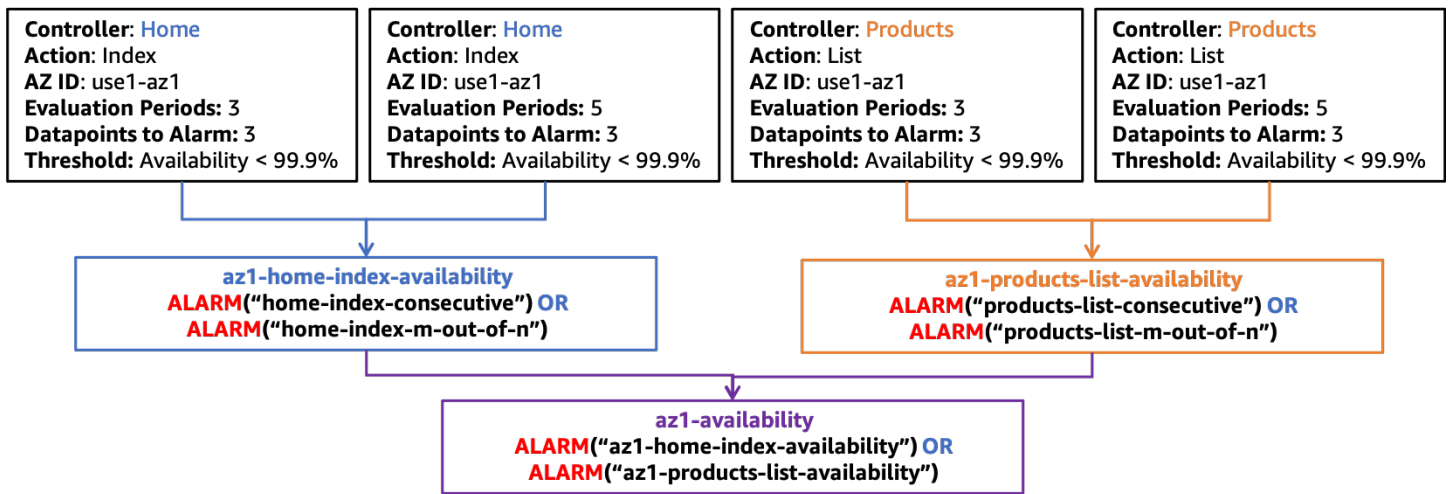 Controller: Home
Action: Index
AZ ID: use1-az1
Evaluation Periods: 3
Datapoints to Alarm: 3
Threshold: Availability < 99.9%
Controller: Home
Action: Index
AZ ID: use1-az1
Evaluation Periods: 5
Datapoints to Alarm: 3
Threshold: Availability < 99.9%
Controller: Products
Action: List
AZ ID: use1-az1
Evaluation Periods: 3
Datapoints to Alarm: 3
Threshold: Availability < 99.9%
Controller: Products
Action: List
AZ ID: use1-az1
Evaluation Periods: 5
Datapoints to Alarm: 3
Threshold: Availability < 99.9%
az1-home-index-availability
ALARM(“home-index-consecutive”) OR
ALARM(“home-index-m-out-of-n”)
az1-products-list-availability
ALARM(“products-list-consecutive”) OR
ALARM(“products-list-m-out-of-n”)
az1-availability
ALARM(“az1-home-index-availability”) OR
ALARM(“az1-products-list-availability”)